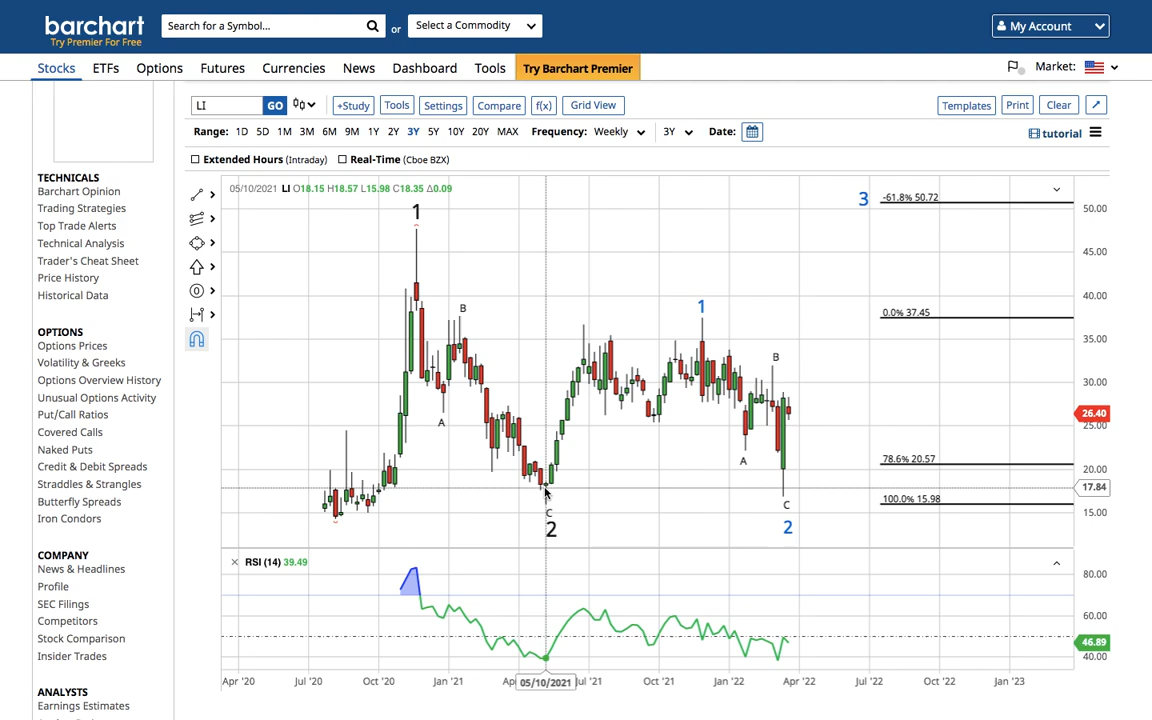 barchart
Try Premier For Free
Search for a Symbol...
or
Select a Commodity
My Account
Stocks ETFs Options Futures Currencies News Dashboard Tools Try Barchart Premier
Market:
LI GO +Study Tools Settings Compare f(x) Grid View Templates Print Clear
Range: 1D 5D 1M 3M 6M 9M 1Y 2Y 3Y 5Y 10Y 20Y MAX Frequency: Weekly 3Y Date: tutorial
Extended Hours (Intraday) Real-Time (Cboe BZX)
05/10/2021 LI O18.15 H18.57 L15.98 C18.35 Δ0.09
TECHNICALS
Barchart Opinion
Trading Strategies
Top Trade Alerts
Technical Analysis
Trader's Cheat Sheet
Price History
Historical Data
OPTIONS
Options Prices
Volatility & Greeks
Options Overview History
Unusual Options Activity
Put/Call Ratios
Covered Calls
Naked Puts
Credit & Debit Spreads
Straddles & Strangles
Butterfly Spreads
Iron Condors
COMPANY
News & Headlines
Profile
SEC Filings
Competitors
Stock Comparison
Insider Trades
ANALYSTS
Earnings Estimates
1
B
A
C
2
1
B
A
C
2
3
-61.8% 50.72
0.0% 37.45
78.6% 20.57
100.0% 15.98
50.00
45.00
40.00
35.00
30.00
26.40
25.00
20.00
17.84
15.00
RSI (14) 39.49
80.00
60.00
46.89
40.00
Apr '20 Jul '20 Oct '20 Jan '21 Ap 05/10/2021 Jul '21 Oct '21 Jan '22 Apr '22 Jul '22 Oct '22 Jan '23